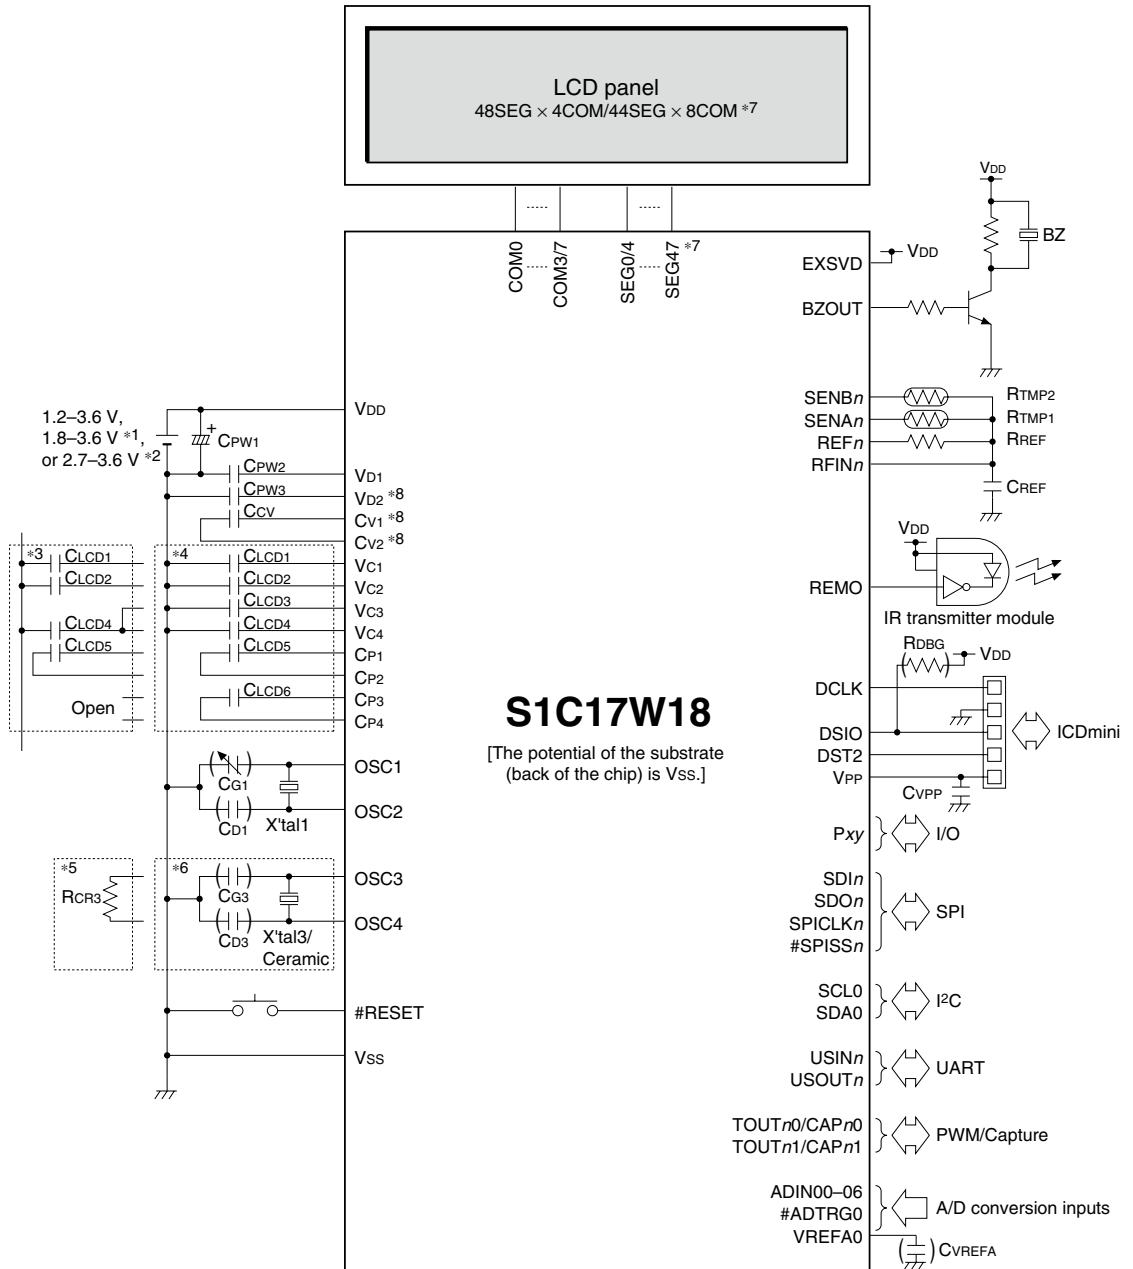 LCD panel
48SEG × 4COM/44SEG × 8COM *7
COM0
COM3/7
SEG0/4
SEG47
*7
VDD
BZ
EXSVD
VDD
BZOUT
1.2–3.6 V,
1.8–3.6 V *1,
or 2.7–3.6 V *2
+
CPW1
VDD
CPW2
VD1
CPW3
VD2 *8
CCV
CV1 *8
CV2 *8
SENBn
RTMP2
SENAn
RTMP1
REFn
RREF
RFINn
CREF
*3
CLCD1
CLCD2
CLCD4
CLCD5
Open
*4
CLCD1
VC1
CLCD2
VC2
CLCD3
VC3
CLCD4
VC4
CLCD5
CP1
CP2
CLCD6
CP3
CP4
VDD
REMO
IR transmitter module
RDBG
VDD
DCLK
DSIO
DST2
VPP
CVPP
ICDmini
S1C17W18
[The potential of the substrate
(back of the chip) is VSS.]
CG1
OSC1
CD1
X'tal1
OSC2
Pxy
I/O
*5
RCR3
*6
CG3
OSC3
CD3
X'tal3/
Ceramic
OSC4
SDIn
SDOn
SPICLKn
#SPISSn
SPI
#RESET
VSS
SCL0
SDA0
I2C
USINn
USOUTn
UART
TOUTn0/CAPn0
TOUTn1/CAPn1
PWM/Capture
ADIN00–06
#ADTRG0
A/D conversion inputs
VREFA0
CVREFA